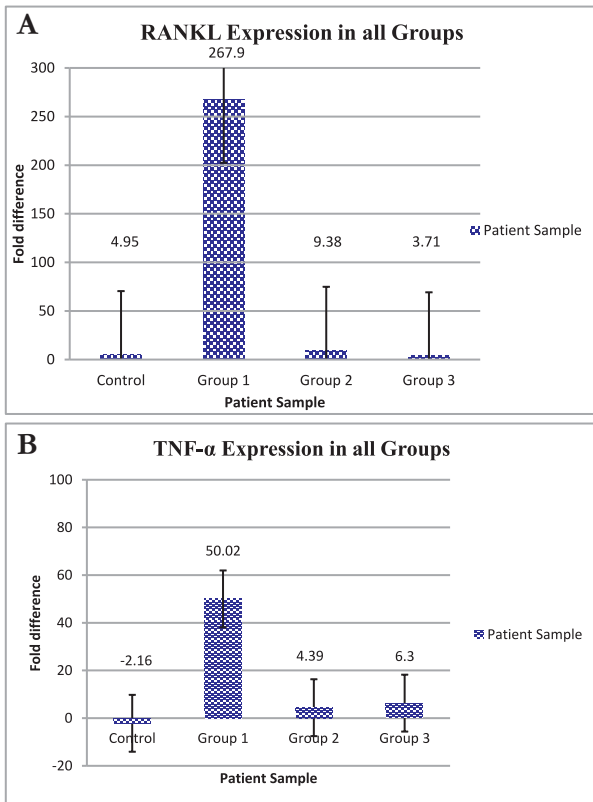 A
RANKL Expression in all Groups
267.9
300
250
200
150
100
50
0
Fold difference
4.95
9.38
3.71
Patient Sample
Control Group 1 Group 2 Group 3
Patient Sample
B
TNF-α Expression in all Groups
100
80
60
40
20
0
-20
Fold difference
50.02
-2.16
4.39
6.3
Patient Sample
Control Group 1 Group 2 Group 3
Patient Sample